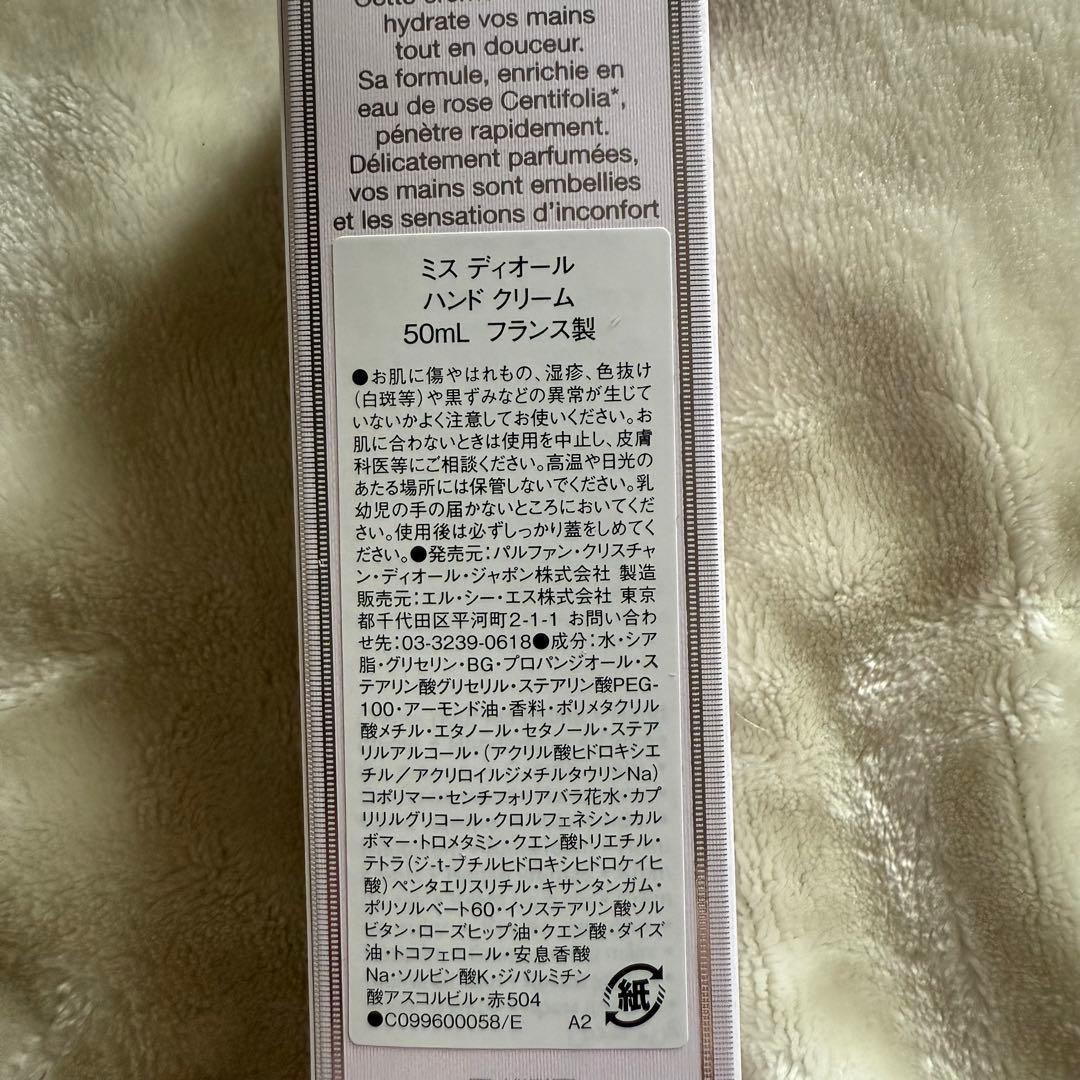 hydrate vos mains
tout en douceur.
Sa formule, enrichie en
eau de rose Centifolia*,
pénètre rapidement.
Délicatement parfumées,
vos mains sont embellies
et les sensations d'inconfort
ミス ディオール
ハンド クリーム
50mL フランス製
●お肌に傷やはれもの、湿疹、色抜け
(白斑等)や黒ずみなどの異常が生じて
いないかよく注意してお使いください。お
肌に合わないときは使用を中止し、皮膚
科医等にご相談ください。高温や日光の
あたる場所には保管しないでください。乳
幼児の手の届かないところにおいてくだ
さい。使用後は必ずしっかり蓋をしめてく
ださい。●発売元:パルファン・クリスチャ
ン・ディオール・ジャポン株式会社 製造
販売元:エル・シー・エス株式会社 東京
都千代田区平河町2-1-1 お問い合わ
せ先:03-3239-0618●成分:水・シア
脂・グリセリン・BG・プロパンジオール・ス
テアリン酸グリセリル・ステアリン酸PEG-
100・アーモンド油・香料・ポリメタクリル
酸メチル・エタノール・セタノール・ステア
リルアルコール・(アクリル酸ヒドロキシエ
チル/アクリロイルジメチルタウリンNa)
コポリマー・センチフォリアバラ花水・カプ
リリルグリコール・クロルフェネシン・カル
ボマー・トロメタミン・クエン酸トリエチル・
テトラ(ジ-t-ブチルヒドロキシヒドロケイヒ
酸)ペンタエリスリチル・キサンタンガム・
ポリソルベート60・イソステアリン酸ソル
ビタン・ローズヒップ油・クエン酸・ダイズ
油・トコフェロール・安息香酸
Na・ソルビン酸K・ジパルミチン
酸アスコルビル・赤504
紙
●C099600058/E A2